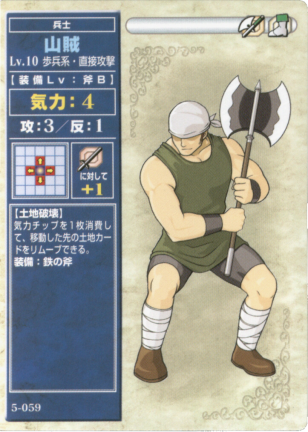 兵士
山賊
Lv.10 歩兵系・直接攻撃
[装備Lv:斧B]
気力:4
攻:3/反:1
に対して
+1
【土地破壊】
気力チップを1枚消費し
て、移動した先の土地カー
ドをリムーブできる。
装備:鉄の斧
5-059